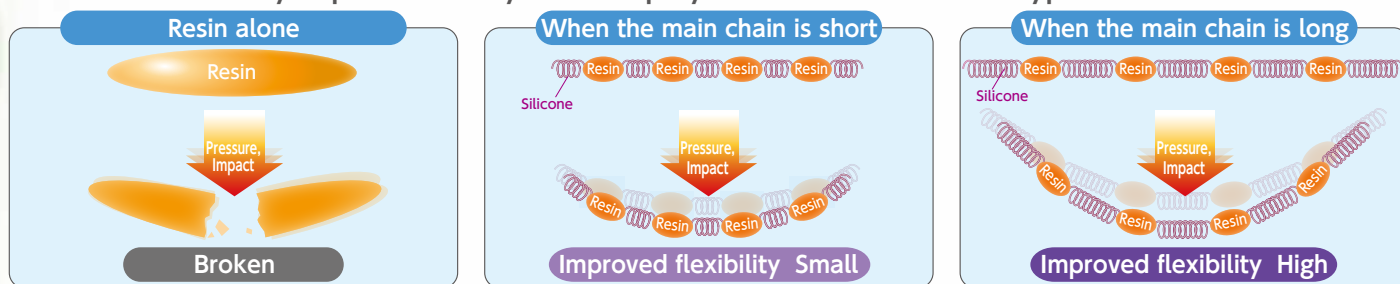 Resin alone
Resin
Pressure,
Impact
Broken
When the main chain is short
Resin Resin Resin Resin
Silicone
Pressure,
Impact
Resin Resin Resin Resin
Improved flexibility Small
When the main chain is long
Resin Resin Resin Resin
Silicone
Pressure,
Impact
Resin Resin Resin Resin
Improved flexibility High